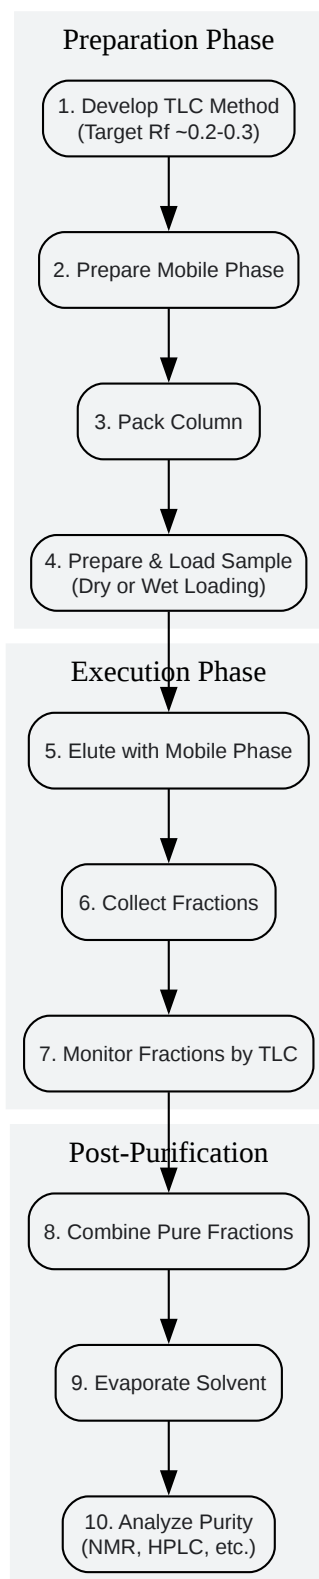 Preparation Phase
1. Develop TLC Method
(Target Rf ~0.2-0.3)
2. Prepare Mobile Phase
3. Pack Column
4. Prepare & Load Sample
(Dry or Wet Loading)
Execution Phase
5. Elute with Mobile Phase
6. Collect Fractions
7. Monitor Fractions by TLC
Post-Purification
8. Combine Pure Fractions
9. Evaporate Solvent
10. Analyze Purity
(NMR, HPLC, etc.)